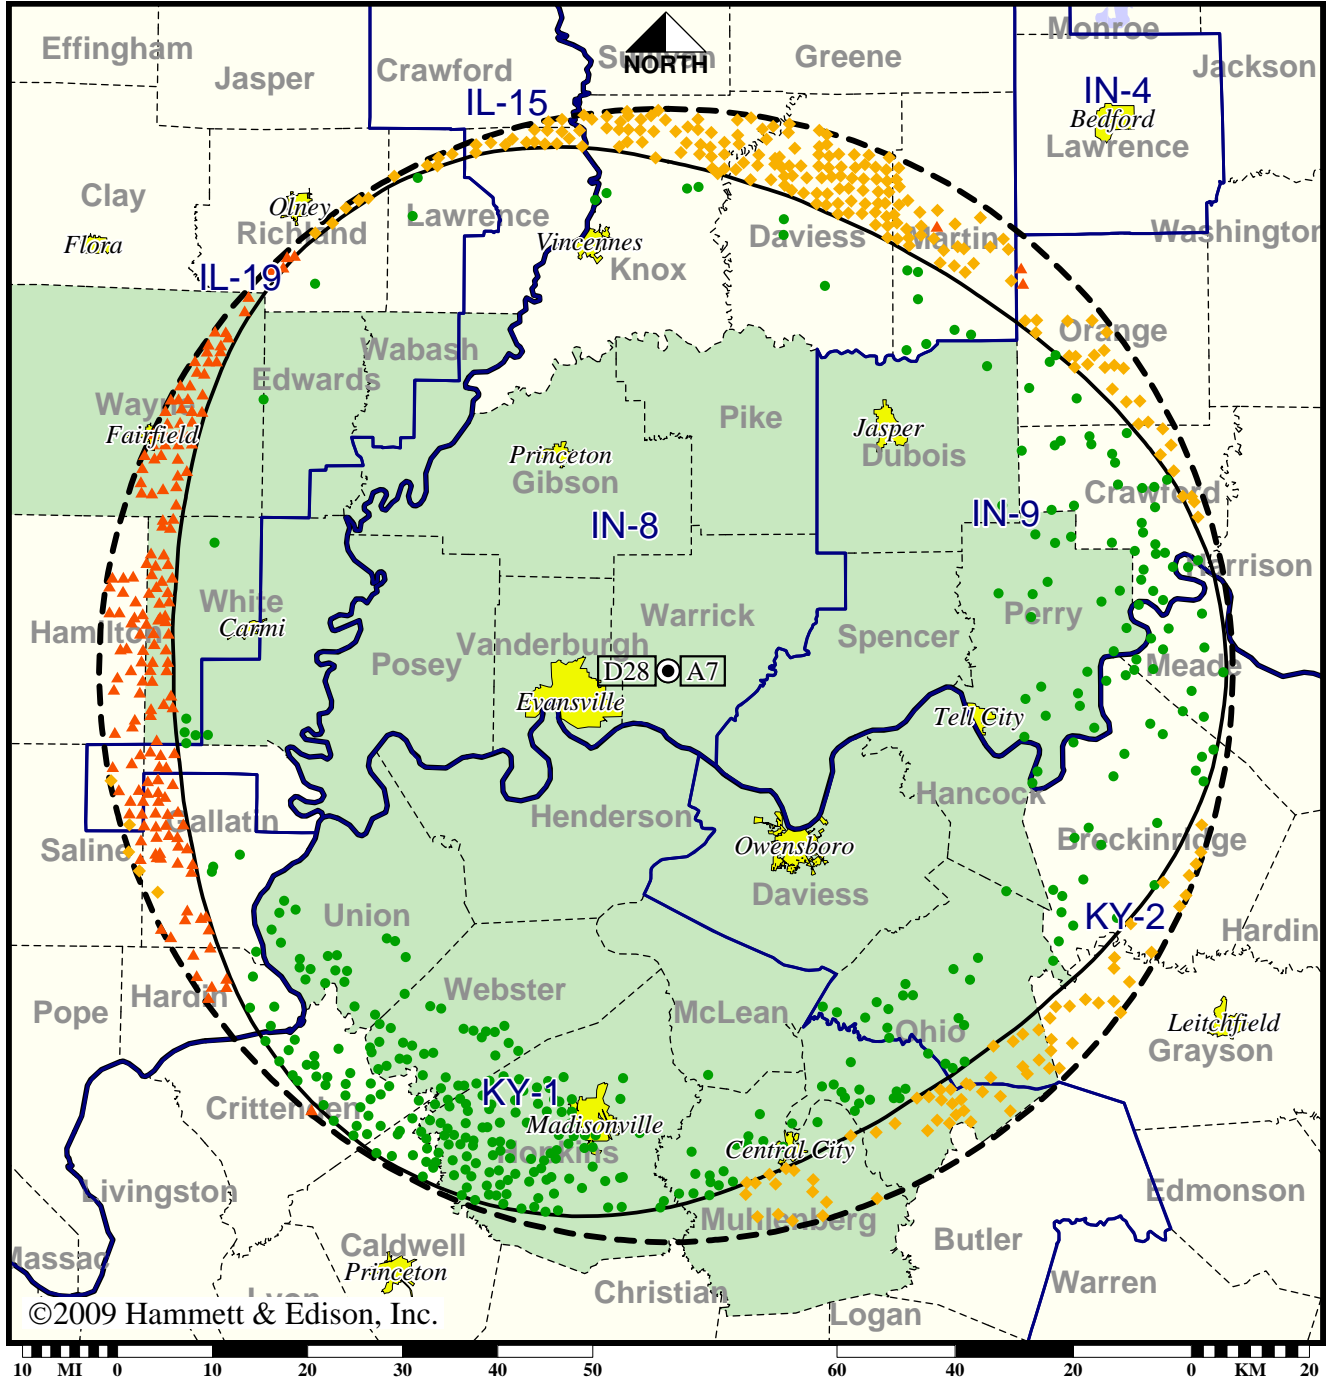 Monroe
Effingham
Jasper
Crawford
Sullivan
NORTH
Greene
Jackson
IL-15
IN-4
Bedford
Lawrence
Clay
Olney
Richland
Flora
Lawrence
Vincennes
Knox
Daviess
Martin
Washington
IL-19
Wabash
Edwards
Orange
Wayne
Fairfield
Pike
Jasper
Dubois
Princeton
Gibson
Crawford
IN-8
IN-9
Harrison
White
Carmi
Hamilton
Warrick
Perry
Vanderburgh
Spencer
Posey
Meade
D28
A7
Evansville
Tell City
Hancock
Henderson
Gallatin
Saline
Owensboro
Breckinridge
Daviess
Union
KY-2
Hardin
Webster
Hardin
Pope
McLean
Ohio
Leitchfield
Grayson
KY-1
Crittenden
Madisonville
Hopkins
Central City
Livingston
Edmonson
Muhlenberg
Butler
Caldwell
Princeton
Massac
Christian
Warren
Lyon
Logan
©2009 Hammett & Edison, Inc.
10 MI 0 10 20 30 40 50 60 40 20 0 KM 20